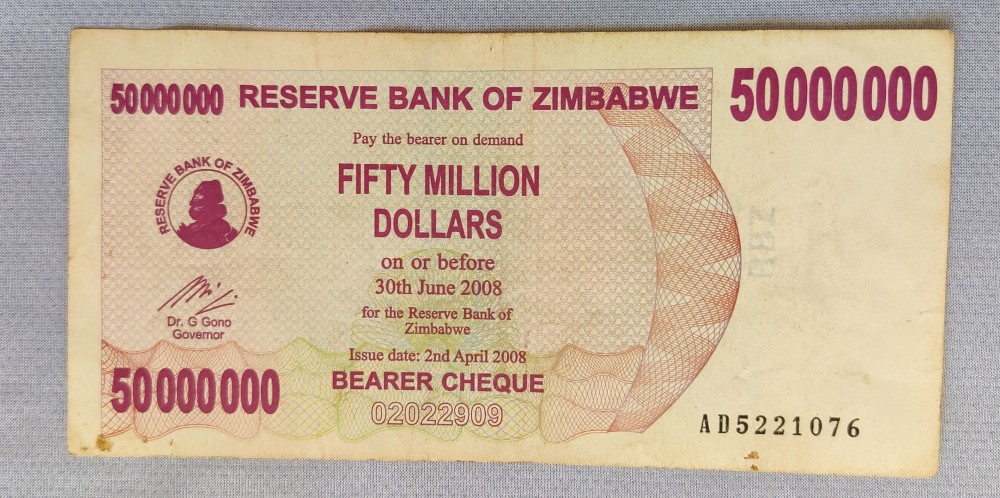 50000000 RESERVE BANK OF ZIMBABWE 50000000
Pay the bearer on demand
FIFTY MILLION
DOLLARS
RESERVE BANK OF ZIMBABWE
on or before
30th June 2008
for the Reserve Bank of
Zimbabwe
Dr. G Gono
Governor
Issue date: 2nd April 2008
50000000 BEARER CHEQUE
02022909
AD5221076